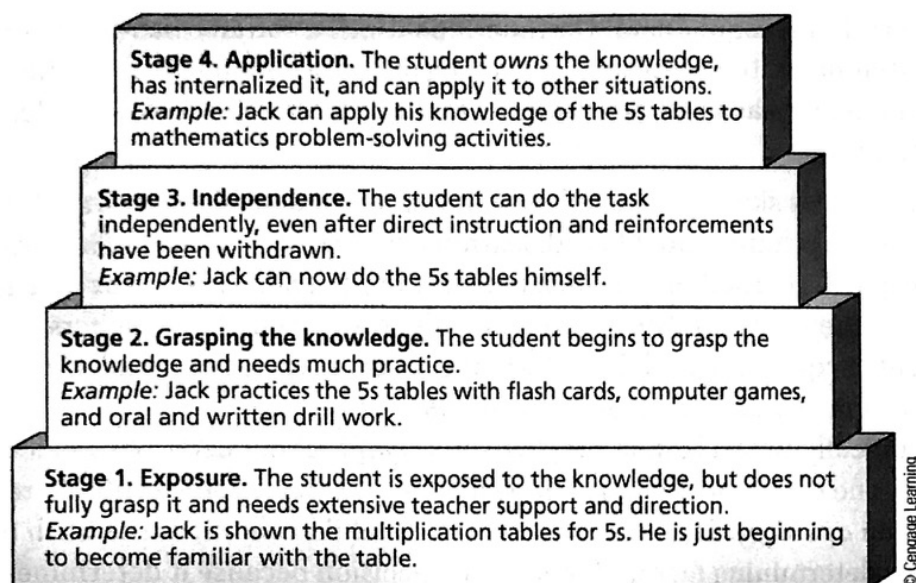 Stage 4. Application. The student owns the knowledge,
has internalized it, and can apply it to other situations.
Example: Jack can apply his knowledge of the 5s tables to
mathematics problem-solving activities.
Stage 3. Independence. The student can do the task
independently, even after direct instruction and reinforcements
have been withdrawn.
Example: Jack can now do the 5s tables himself.
Stage 2. Grasping the knowledge. The student begins to grasp the
knowledge and needs much practice.
Example: Jack practices the 5s tables with flash cards, computer games,
and oral and written drill work.
Stage 1. Exposure. The student is exposed to the knowledge, but does not
fully grasp it and needs extensive teacher support and direction.
Example: Jack is shown the multiplication tables for 5s. He is just beginning
to become familiar with the table.
© Cengage Learning